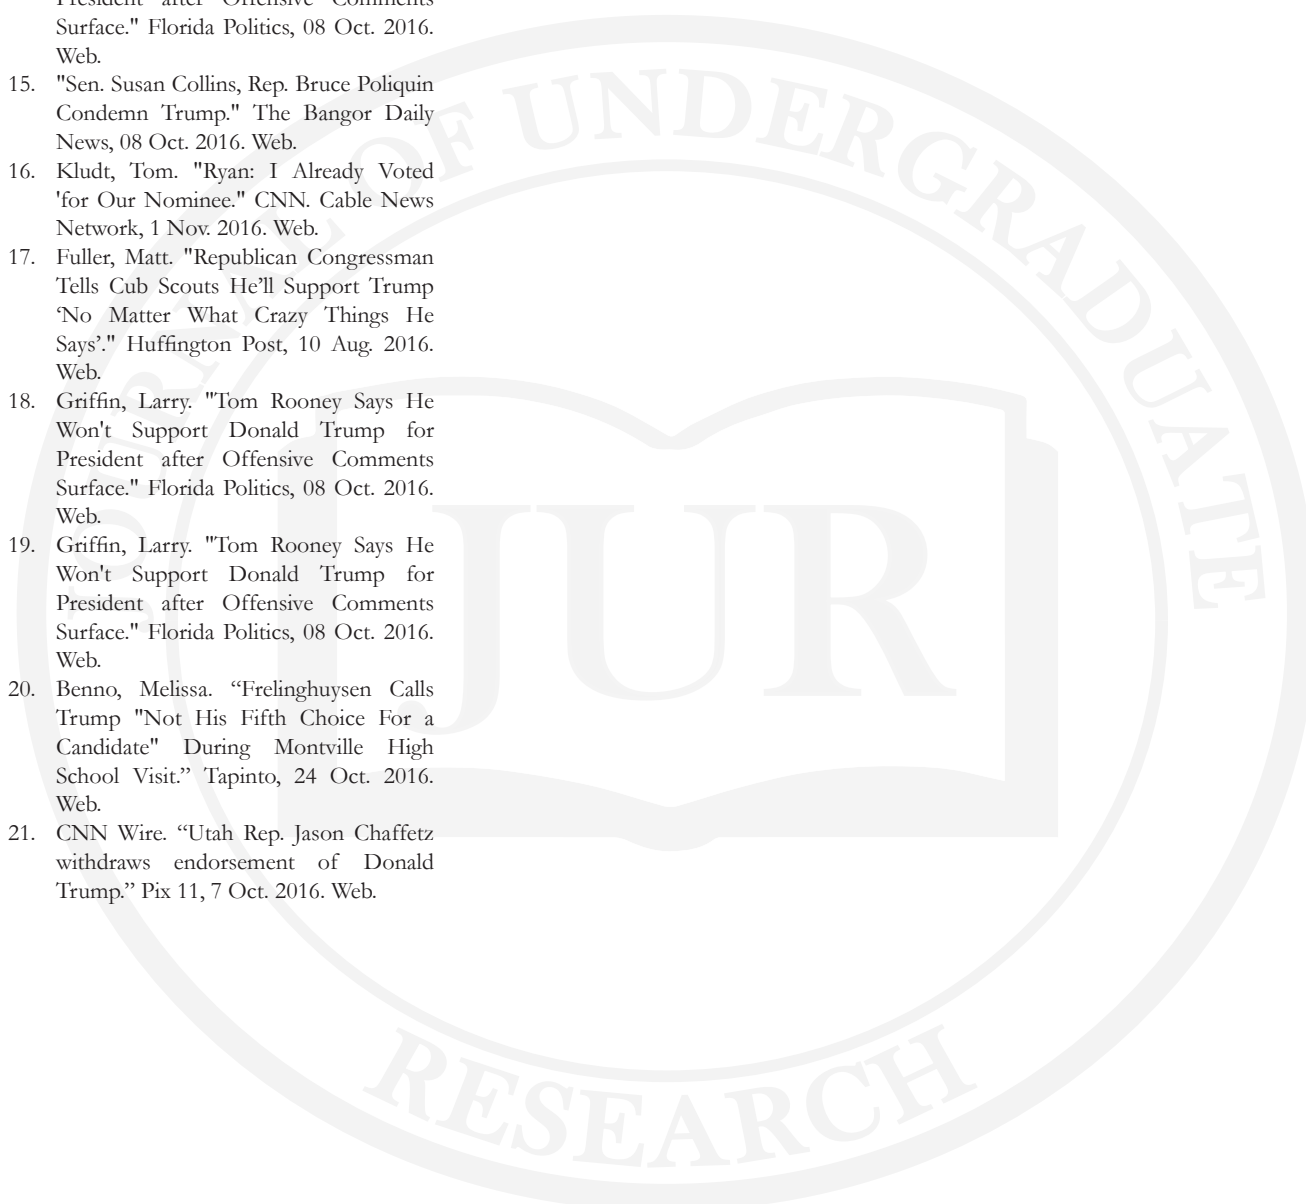 President after Offensive Comments
Surface." Florida Politics, 08 Oct. 2016.
Web.
15. "Sen. Susan Collins, Rep. Bruce Poliquin
Condemn Trump." The Bangor Daily
News, 08 Oct. 2016. Web.
16. Kludt, Tom. "Ryan: I Already Voted
'for Our Nominee." CNN. Cable News
Network, 1 Nov. 2016. Web.
17. Fuller, Matt. "Republican Congressman
Tells Cub Scouts He’ll Support Trump
‘No Matter What Crazy Things He
Says’." Huffington Post, 10 Aug. 2016.
Web.
18. Griffin, Larry. "Tom Rooney Says He
Won't Support Donald Trump for
President after Offensive Comments
Surface." Florida Politics, 08 Oct. 2016.
Web.
19. Griffin, Larry. "Tom Rooney Says He
Won't Support Donald Trump for
President after Offensive Comments
Surface." Florida Politics, 08 Oct. 2016.
Web.
20. Benno, Melissa. “Frelinghuysen Calls
Trump "Not His Fifth Choice For a
Candidate" During Montville High
School Visit.” Tapinto, 24 Oct. 2016.
Web.
21. CNN Wire. “Utah Rep. Jason Chaffetz
withdraws endorsement of Donald
Trump.” Pix 11, 7 Oct. 2016. Web.
JOURNAL OF UNDERGRADUATE
JUR
RESEARCH